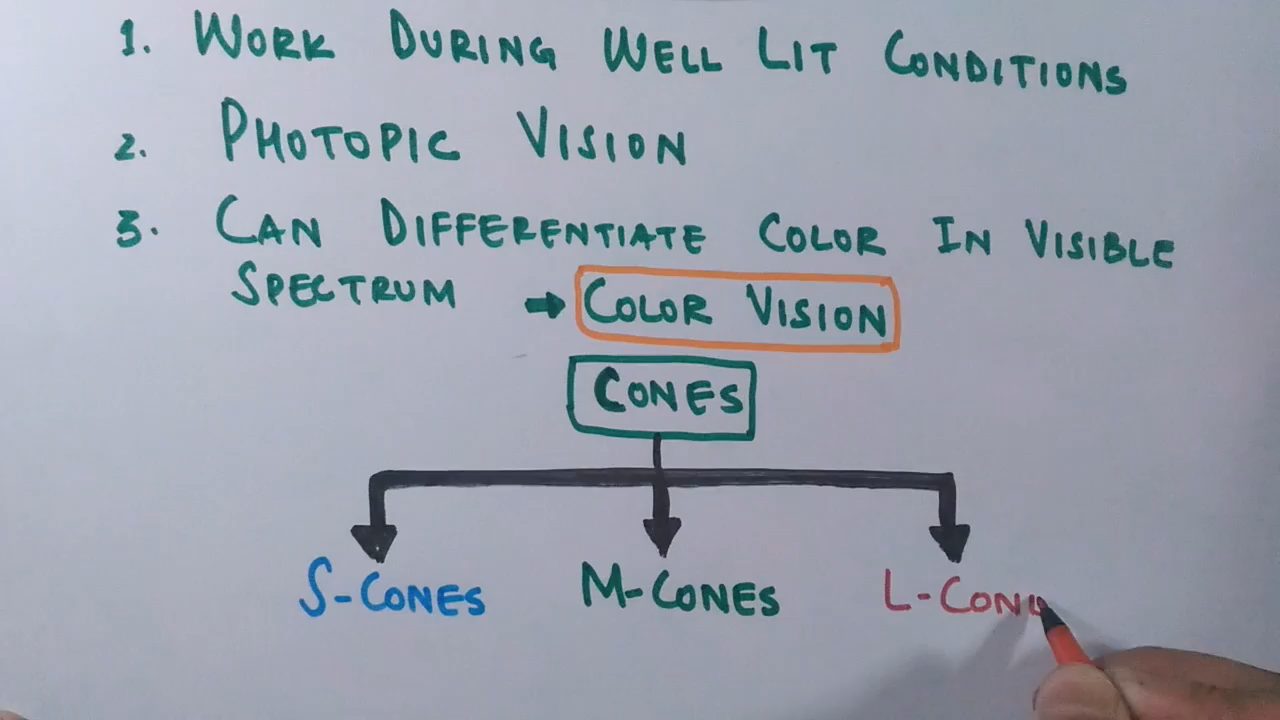 1. WORK DURING WELL LIT CONDITIONS
2. PHOTOPIC VISION
3. CAN DIFFERENTIATE COLOR IN VISIBLE
SPECTRUM → COLOR VISION
CONES
S-CONES M-CONES L-CON